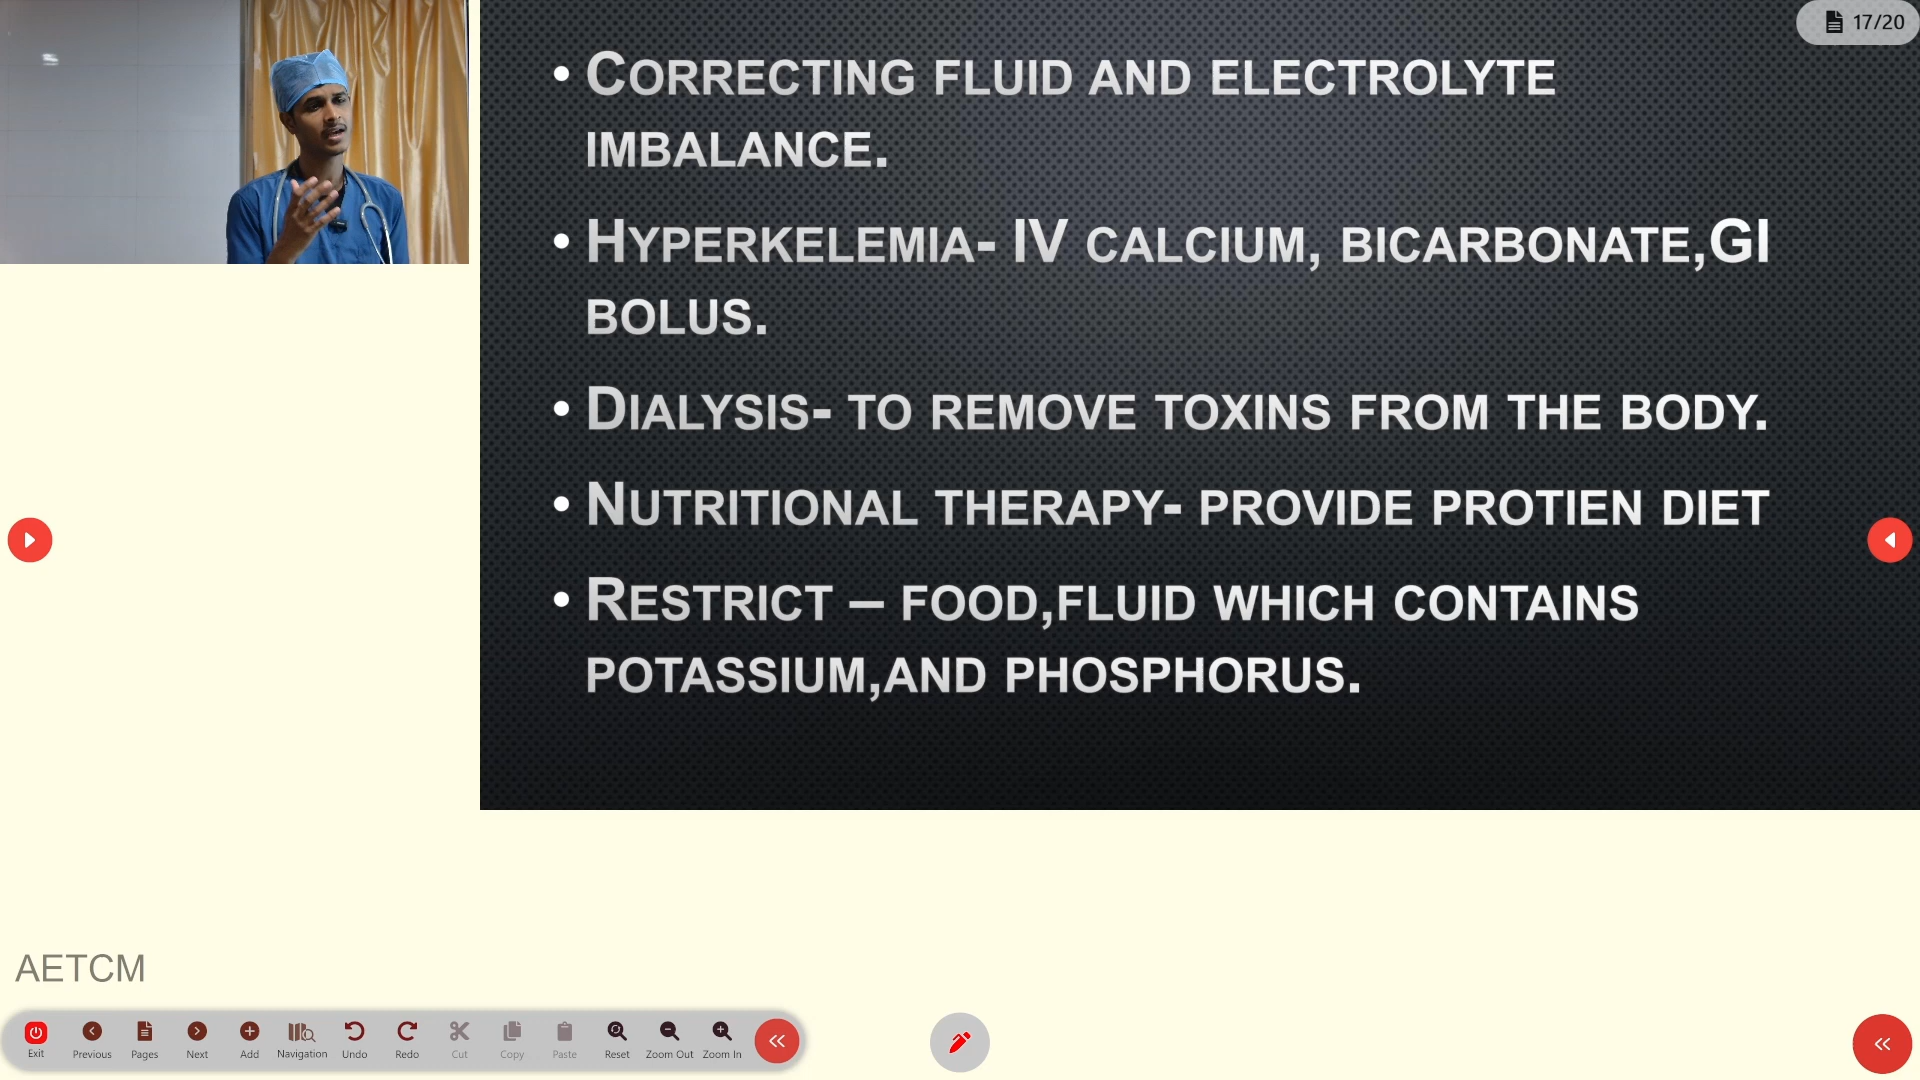 17/20
• CORRECTING FLUID AND ELECTROLYTE
IMBALANCE.
• HYPERKELEMIA- IV CALCIUM, BICARBONATE,GI
BOLUS.
• DIALYSIS- TO REMOVE TOXINS FROM THE BODY.
• NUTRITIONAL THERAPY- PROVIDE PROTIEN DIET
• RESTRICT – FOOD,FLUID WHICH CONTAINS
POTASSIUM,AND PHOSPHORUS.
AETCM
Exit Previous Pages Next Add Navigation Undo Redo Cut Copy Paste Reset Zoom Out Zoom In